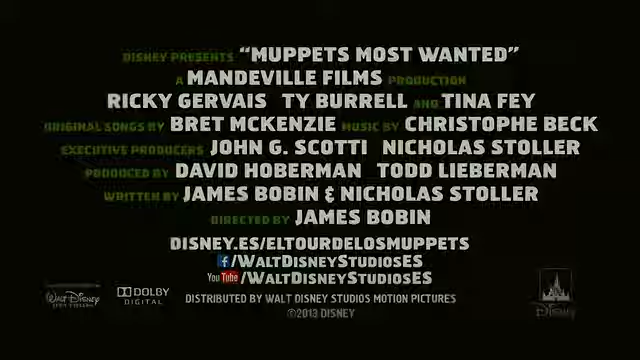 DISNEY PRESENTS "MUPPETS MOST WANTED"
A MANDEVILLE FILMS PRODUCTION
RICKY GERVAIS TY BURRELL AND TINA FEY
ORIGINAL SONGS BY BRET MCKENZIE MUSIC BY CHRISTOPHE BECK
EXECUTIVE PRODUCERS JOHN G. SCOTTI NICHOLAS STOLLER
PRODUCED BY DAVID HOBERMAN TODD LIEBERMAN
WRITTEN BY JAMES BOBIN & NICHOLAS STOLLER
DIRECTED BY JAMES BOBIN
DISNEY.ES/ELTOURDELOSMUPPETS
f/WALTDISNEYSTUDIOSES
YouTube/WALTDISNEYSTUDIOSES
WALT DISNEY
DOLBY
DIGITAL
DISTRIBUTED BY WALT DISNEY STUDIOS MOTION PICTURES
©2013 DISNEY
DISNEY